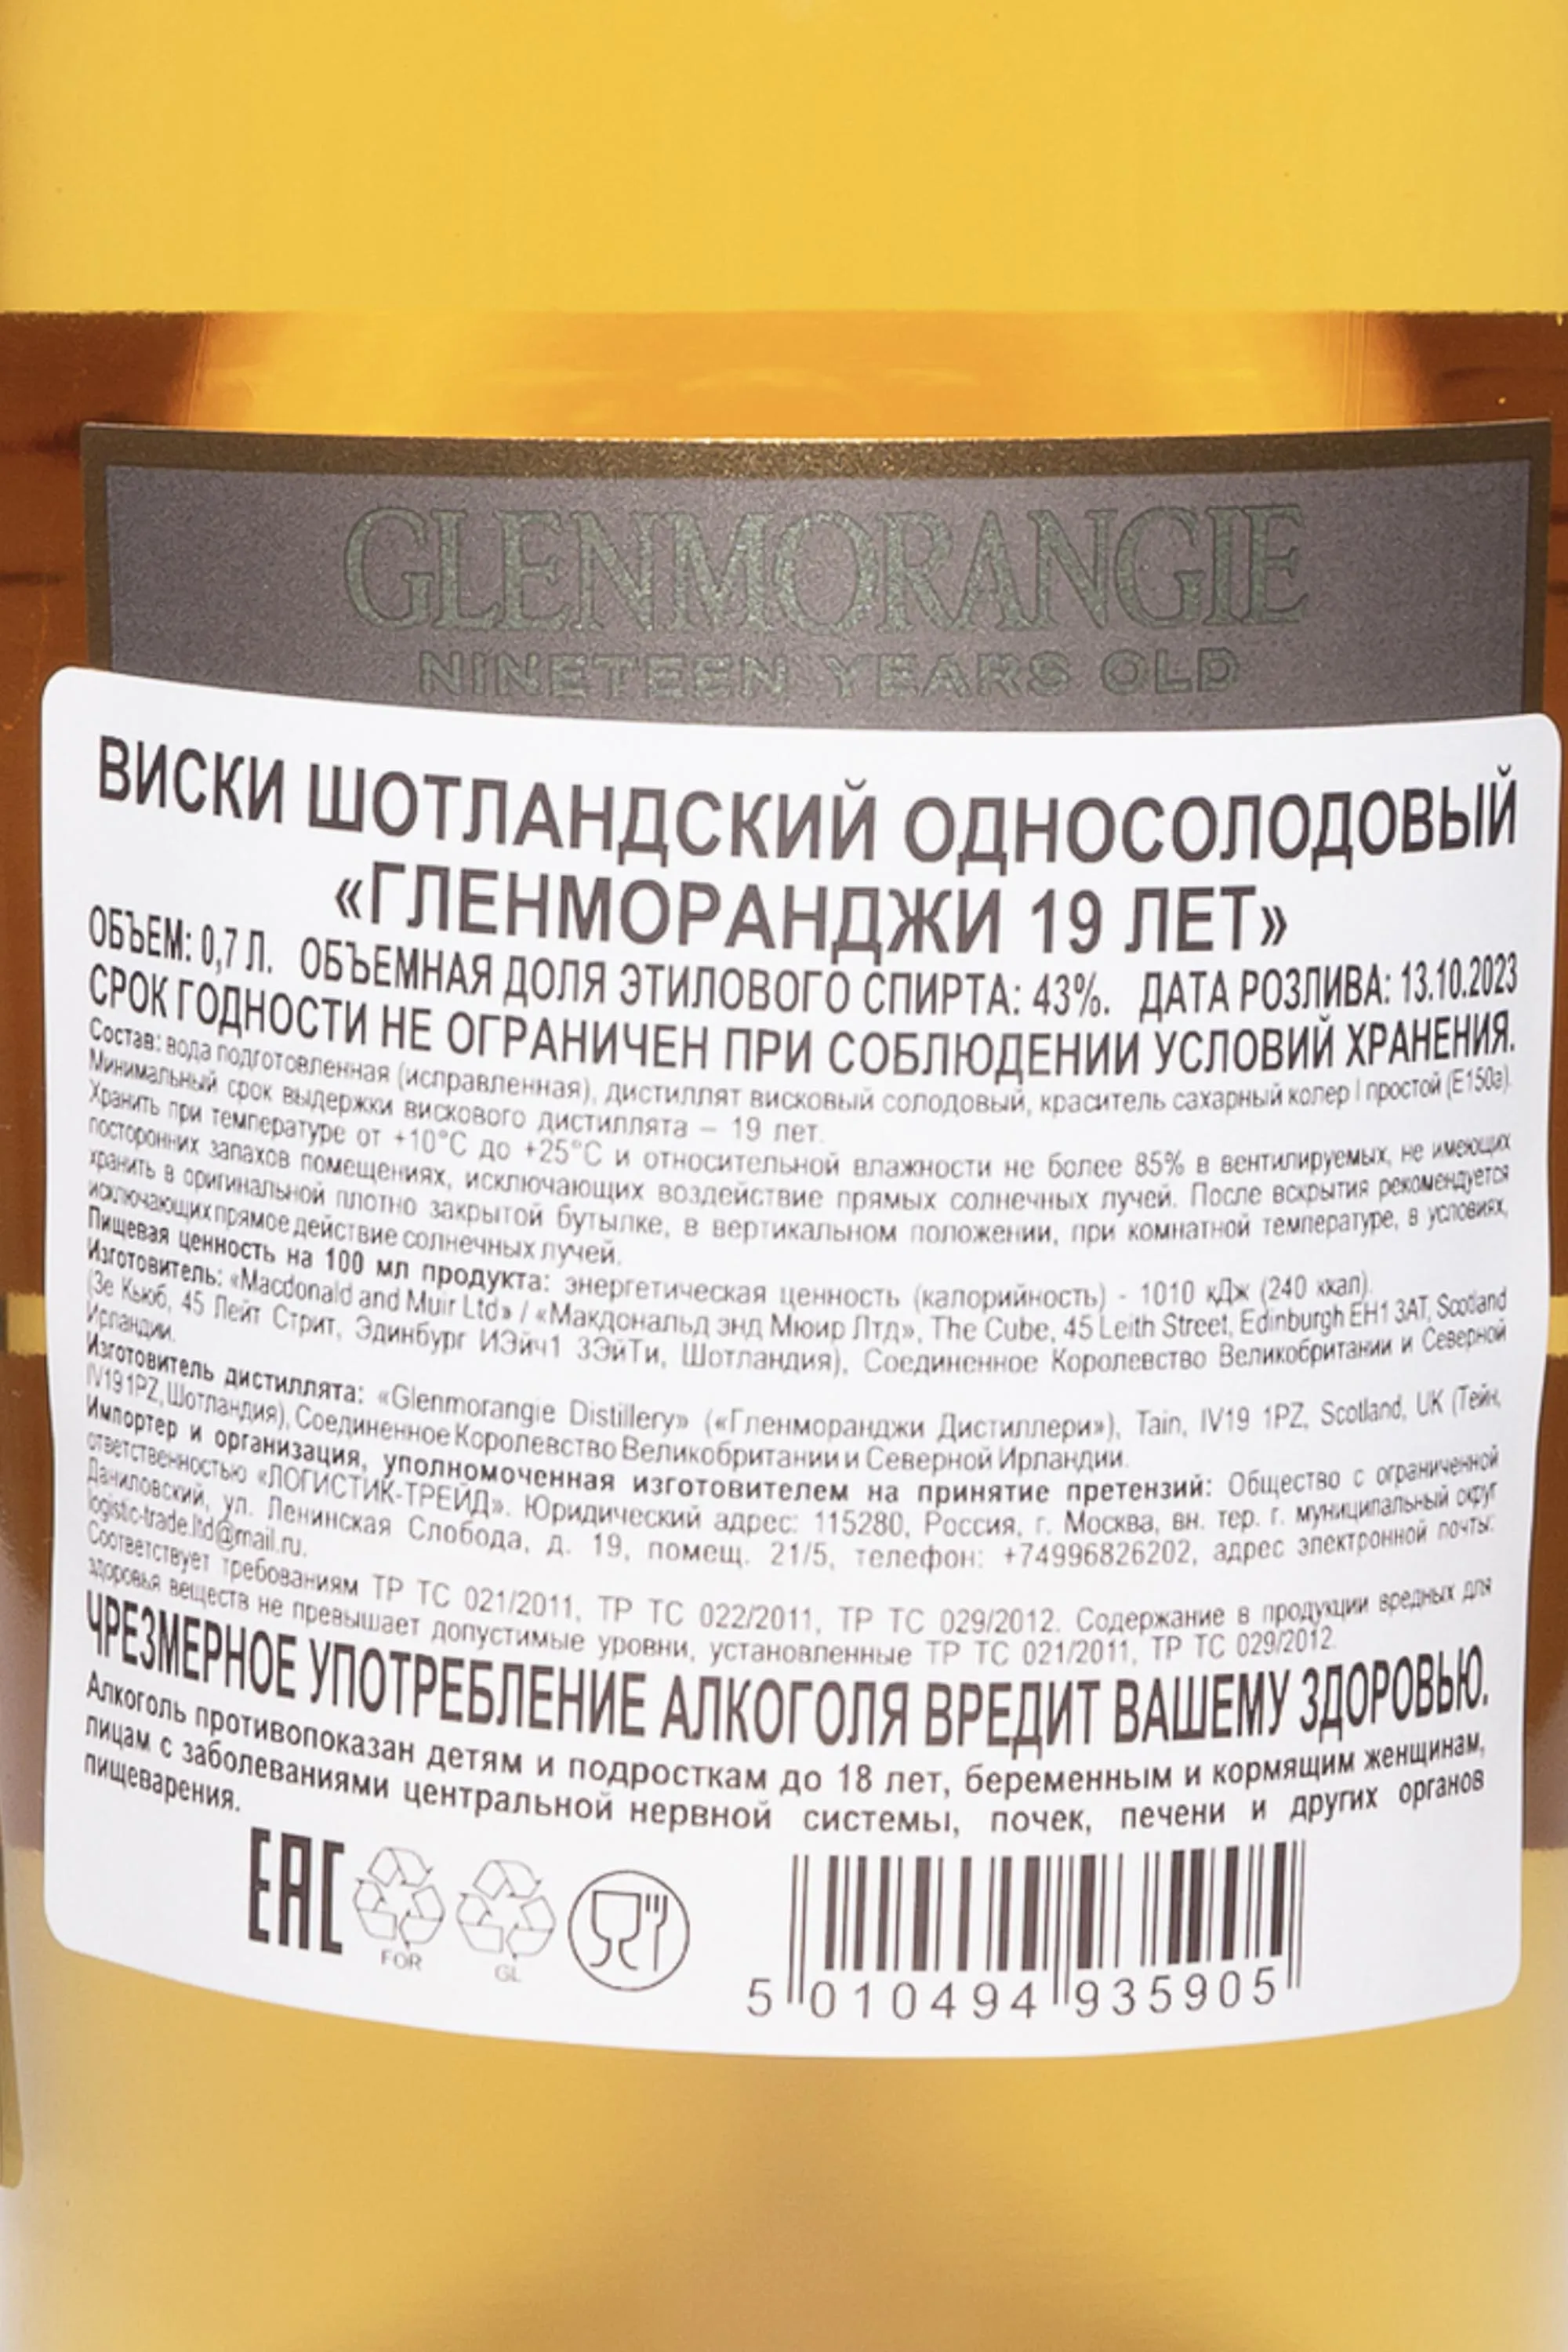 GLENMORANGIE
NINETEEN YEARS OLD
ВИСКИ ШОТЛАНДСКИЙ ОДНОСОЛОДОВЫЙ
«ГЛЕНМОРАНДЖИ 19 ЛЕТ»
ОБЪЕМ: 0,7 Л. ОБЪЕМНАЯ ДОЛЯ ЭТИЛОВОГО СПИРТА: 43%. ДАТА РОЗЛИВА: 13.10.2023
СРОК ГОДНОСТИ НЕ ОГРАНИЧЕН ПРИ СОБЛЮДЕНИИ УСЛОВИЙ ХРАНЕНИЯ.
Состав: вода подготовленная (исправленная), дистиллят висковый солодовый, краситель сахарный колер I простой (Е150а).
Минимальный срок выдержки вискового дистиллята – 19 лет.
Хранить при температуре от +10°С до +25°С и относительной влажности не более 85% в вентилируемых, не имеющих
посторонних запахов помещениях, исключающих воздействие прямых солнечных лучей. После вскрытия рекомендуется
хранить в оригинальной плотно закрытой бутылке, в вертикальном положении, при комнатной температуре, в условиях,
исключающих прямое действие солнечных лучей.
Пищевая ценность на 100 мл продукта: энергетическая ценность (калорийность) - 1010 кДж (240 ккал).
Изготовитель: «Macdonald and Muir Ltd» / «Макдональд энд Мюир Лтд», The Cube, 45 Leith Street, Edinburgh EH1 3AT, Scotland
(Зе Кьюб, 45 Лейт Стрит, Эдинбург ИЭйч1 3ЭйТи, Шотландия), Соединенное Королевство Великобритании и Северной
Ирландии.
Изготовитель дистиллята: «Glenmorangie Distillery» («Гленморанджи Дистиллери»), Tain, IV19 1PZ, Scotland, UK (Тейн,
IV19 1PZ, Шотландия), Соединенное Королевство Великобритании и Северной Ирландии.
Импортер и организация, уполномоченная изготовителем на принятие претензий: Общество с ограниченной
ответственностью «ЛОГИСТИК-ТРЕЙД». Юридический адрес: 115280, Россия, г. Москва, вн. тер. г. муниципальный округ
Даниловский, ул. Ленинская Слобода, д. 19, помещ. 21/5, телефон: +74996826202, адрес электронной почты:
logistic-trade.ltd@mail.ru.
Соответствует требованиям ТР ТС 021/2011, ТР ТС 022/2011, ТР ТС 029/2012. Содержание в продукции вредных для
здоровья веществ не превышает допустимые уровни, установленные ТР ТС 021/2011, ТР ТС 029/2012.
ЧРЕЗМЕРНОЕ УПОТРЕБЛЕНИЕ АЛКОГОЛЯ ВРЕДИТ ВАШЕМУ ЗДОРОВЬЮ.
Алкоголь противопоказан детям и подросткам до 18 лет, беременным и кормящим женщинам,
лицам с заболеваниями центральной нервной системы, почек, печени и других органов
пищеварения.
EAC
FOR
GL
5 010494 935905